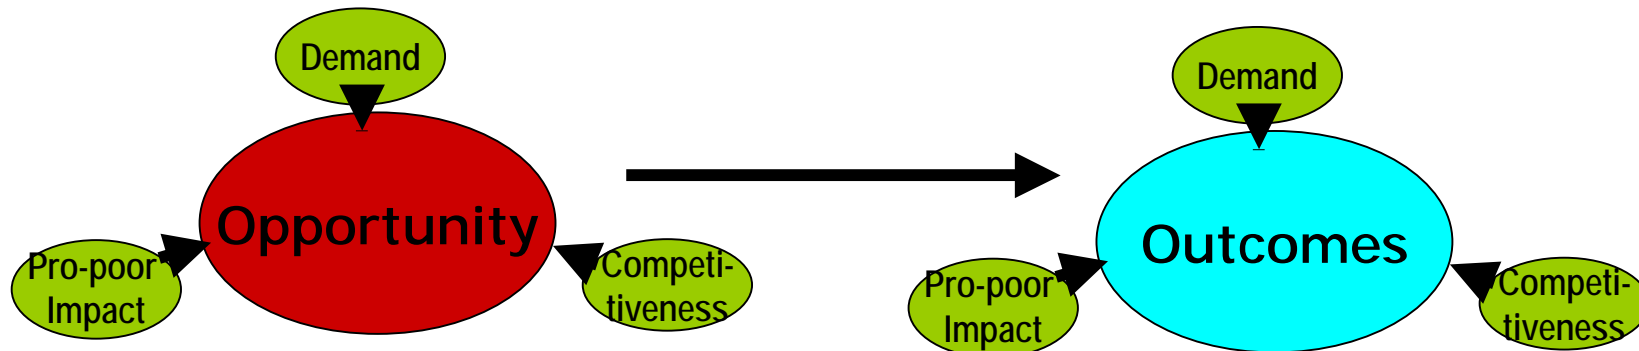 Demand
Opportunity
Pro-poor
Impact
Competi-
tiveness
Demand
Outcomes
Pro-poor
Impact
Competi-
tiveness